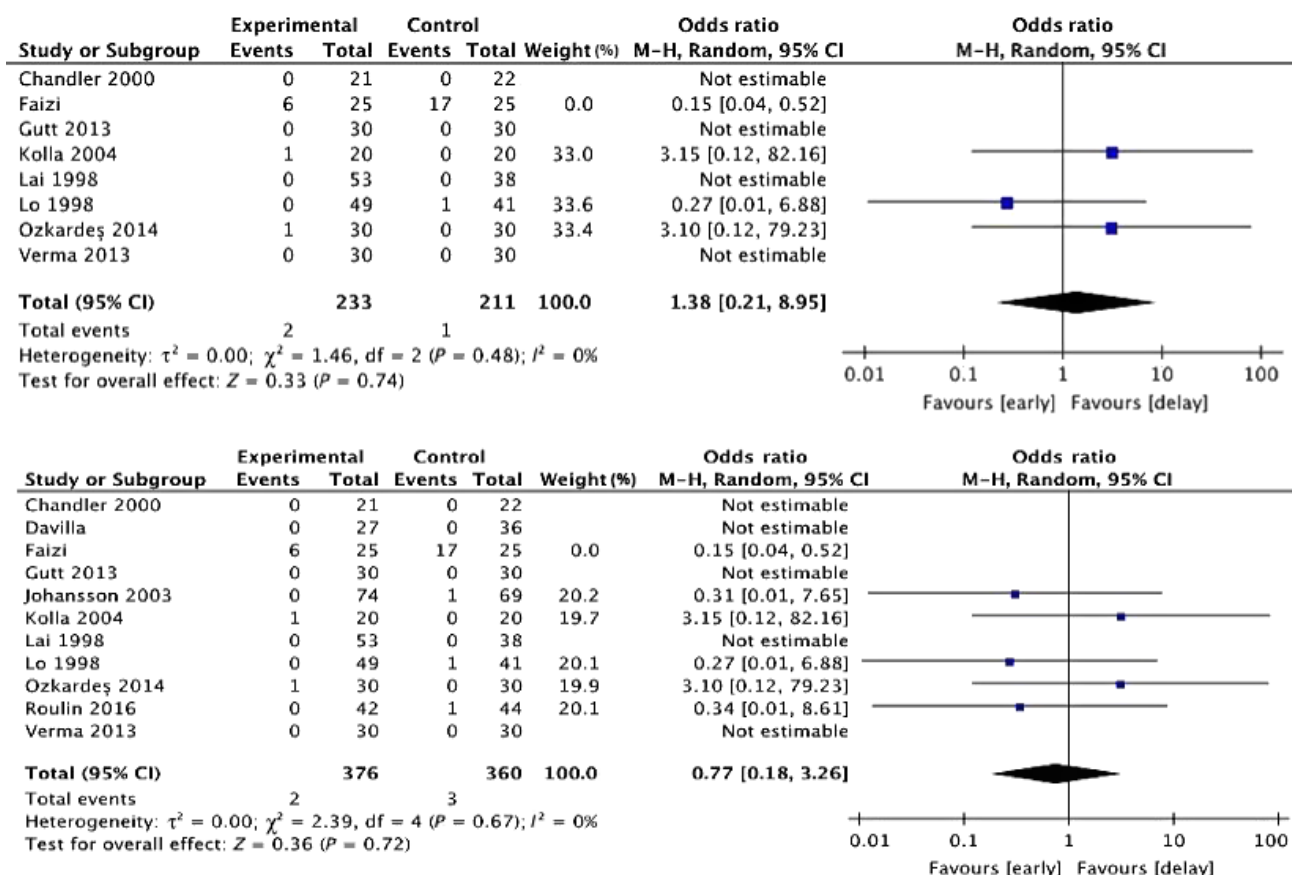 Experimental Control Odds ratio Odds ratio
Study or Subgroup Events Total Events Total Weight (%) M-H, Random, 95% CI M-H, Random, 95% CI
Chandler 2000 0 21 0 22 Not estimable
Faizi 6 25 17 25 0.0 0.15 [0.04, 0.52]
Gutt 2013 0 30 0 30 Not estimable
Kolla 2004 1 20 0 20 33.0 3.15 [0.12, 82.16]
Lai 1998 0 53 0 38 Not estimable
Lo 1998 0 49 1 41 33.6 0.27 [0.01, 6.88]
Ozkardeş 2014 1 30 0 30 33.4 3.10 [0.12, 79.23]
Verma 2013 0 30 0 30 Not estimable
Total (95% CI) 233 211 100.0 1.38 [0.21, 8.95]
Total events 2 1
Heterogeneity: τ² = 0.00; χ² = 1.46, df = 2 (P = 0.48); I² = 0%
Test for overall effect: Z = 0.33 (P = 0.74)
0.01 0.1 1 10 100
Favours [early] Favours [delay]
Experimental Control Odds ratio Odds ratio
Study or Subgroup Events Total Events Total Weight (%) M-H, Random, 95% CI M-H, Random, 95% CI
Chandler 2000 0 21 0 22 Not estimable
Davilla 0 27 0 36 Not estimable
Faizi 6 25 17 25 0.0 0.15 [0.04, 0.52]
Gutt 2013 0 30 0 30 Not estimable
Johansson 2003 0 74 1 69 20.2 0.31 [0.01, 7.65]
Kolla 2004 1 20 0 20 19.7 3.15 [0.12, 82.16]
Lai 1998 0 53 0 38 Not estimable
Lo 1998 0 49 1 41 20.1 0.27 [0.01, 6.88]
Ozkardeş 2014 1 30 0 30 19.9 3.10 [0.12, 79.23]
Roulin 2016 0 42 1 44 20.1 0.34 [0.01, 8.61]
Verma 2013 0 30 0 30 Not estimable
Total (95% CI) 376 360 100.0 0.77 [0.18, 3.26]
Total events 2 3
Heterogeneity: τ² = 0.00; χ² = 2.39, df = 4 (P = 0.67); I² = 0%
Test for overall effect: Z = 0.36 (P = 0.72)
0.01 0.1 1 10 100
Favours [early] Favours [delay]